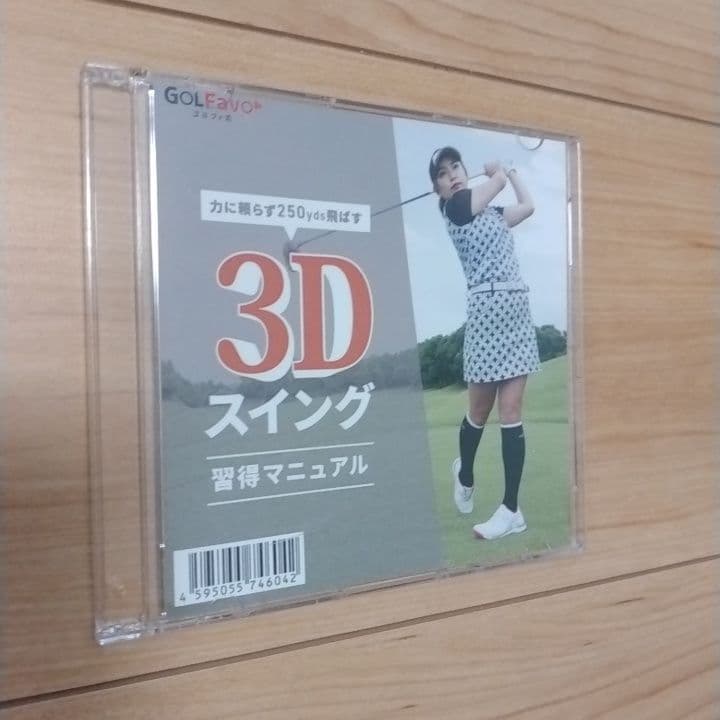 GOLFavo
ゴルファボ
力に頼らず250yds飛ばす
3D
スイング
習得マニュアル
4 595055 746042